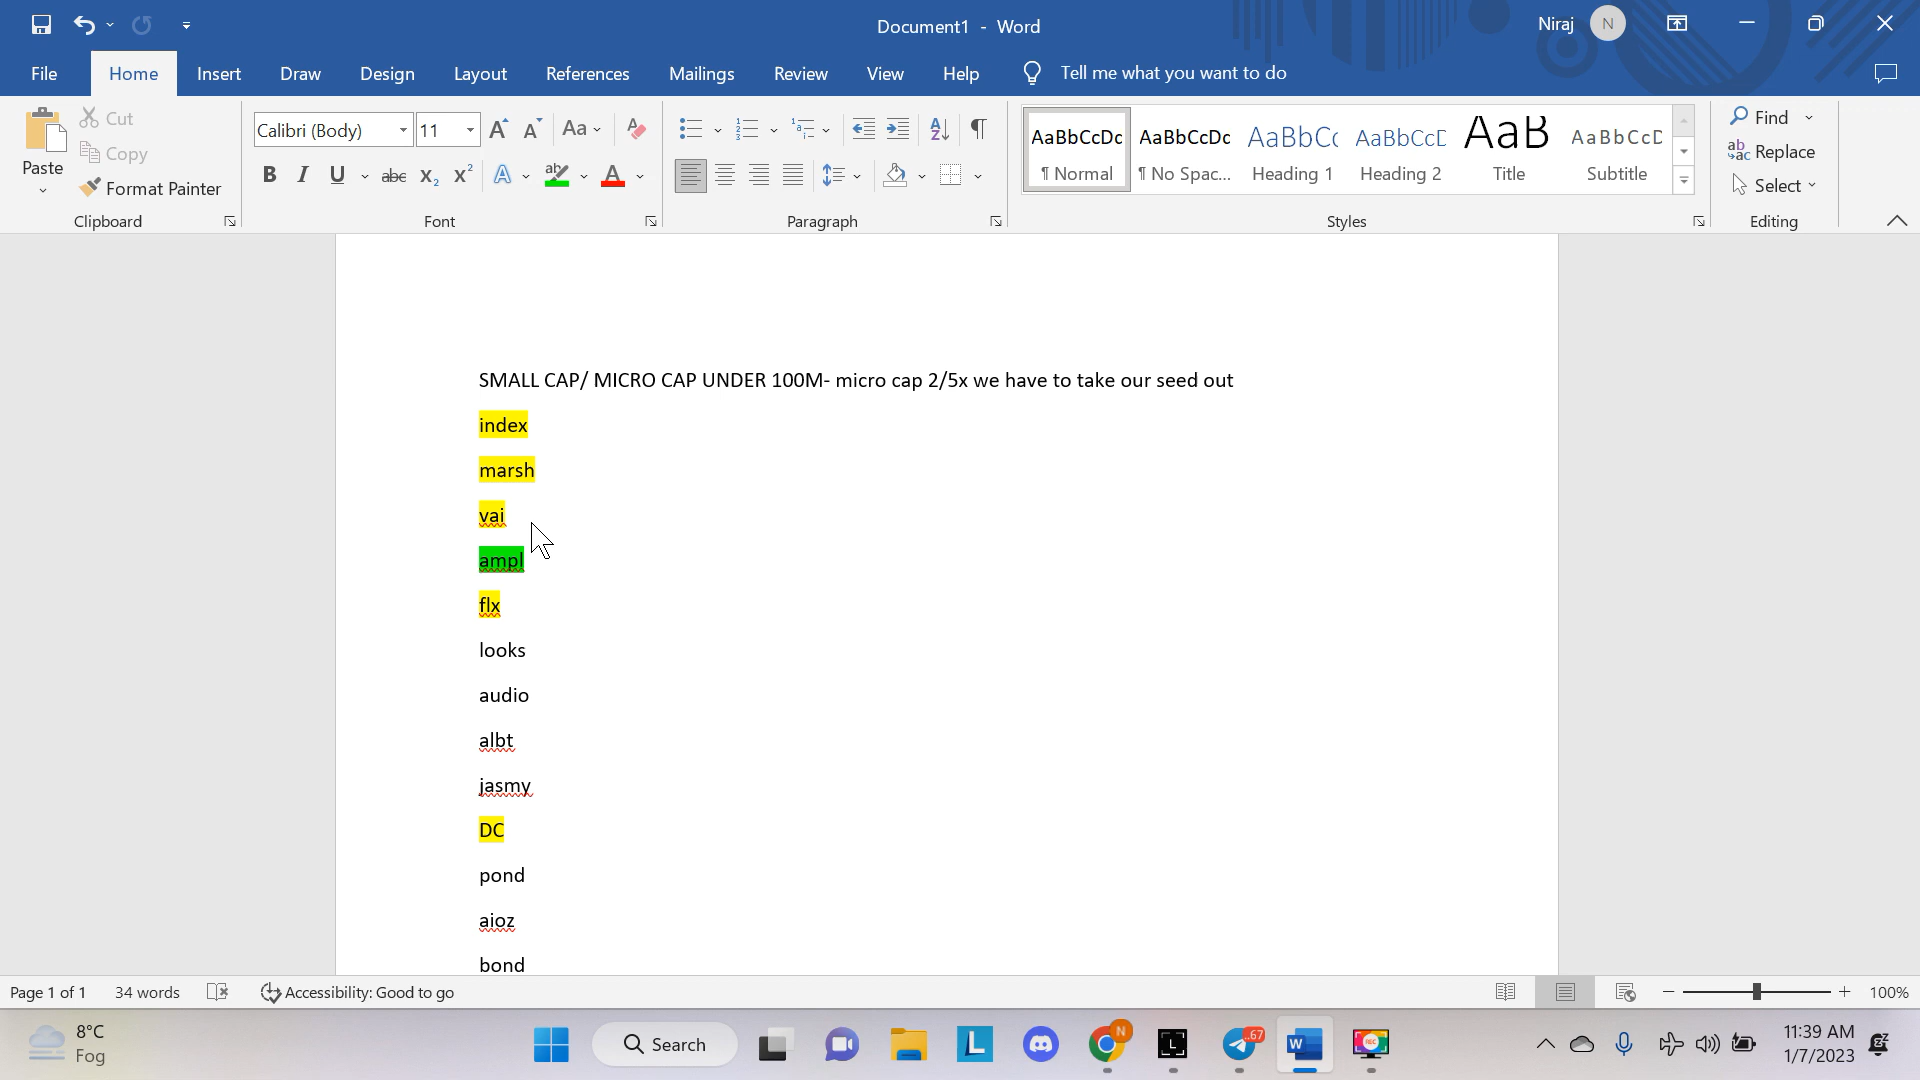 Document1 - Word
Niraj N
File Home Insert Draw Design Layout References Mailings Review View Help Tell me what you want to do
Paste
Cut
Copy
Format Painter
Clipboard
Calibri (Body) 11
Font
Paragraph
AaBbCcDc AaBbCcDc AaBbC AaBbCcD AaB AaBbCcD
¶ Normal ¶ No Spac... Heading 1 Heading 2 Title Subtitle
Styles
Find
Replace
Select
Editing
SMALL CAP/ MICRO CAP UNDER 100M- micro cap 2/5x we have to take our seed out
index
marsh
vai
ampl
flx
looks
audio
albt
jasmy
DC
pond
aioz
bond
Page 1 of 1 34 words Accessibility: Good to go 100%
8°C
Fog
Search
N
..67
REC
11:39 AM
1/7/2023